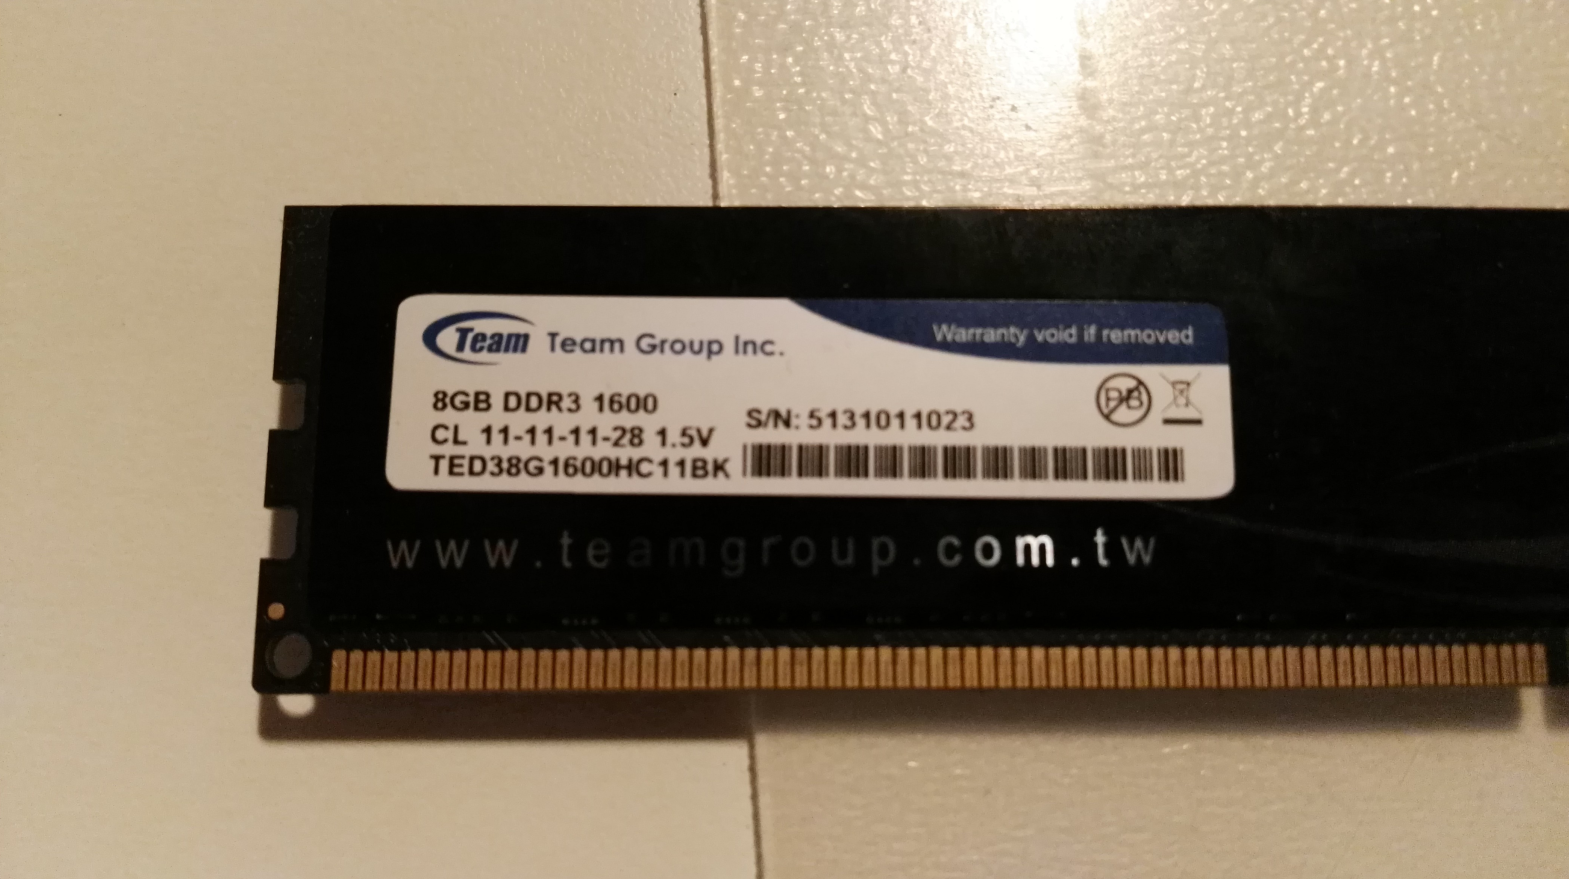 Team Team Group Inc.
Warranty void if removed
8GB DDR3 1600
CL 11-11-11-28 1.5V
TED38G1600HC11BK
S/N: 5131011023
PB
www.teamgroup.com.tw